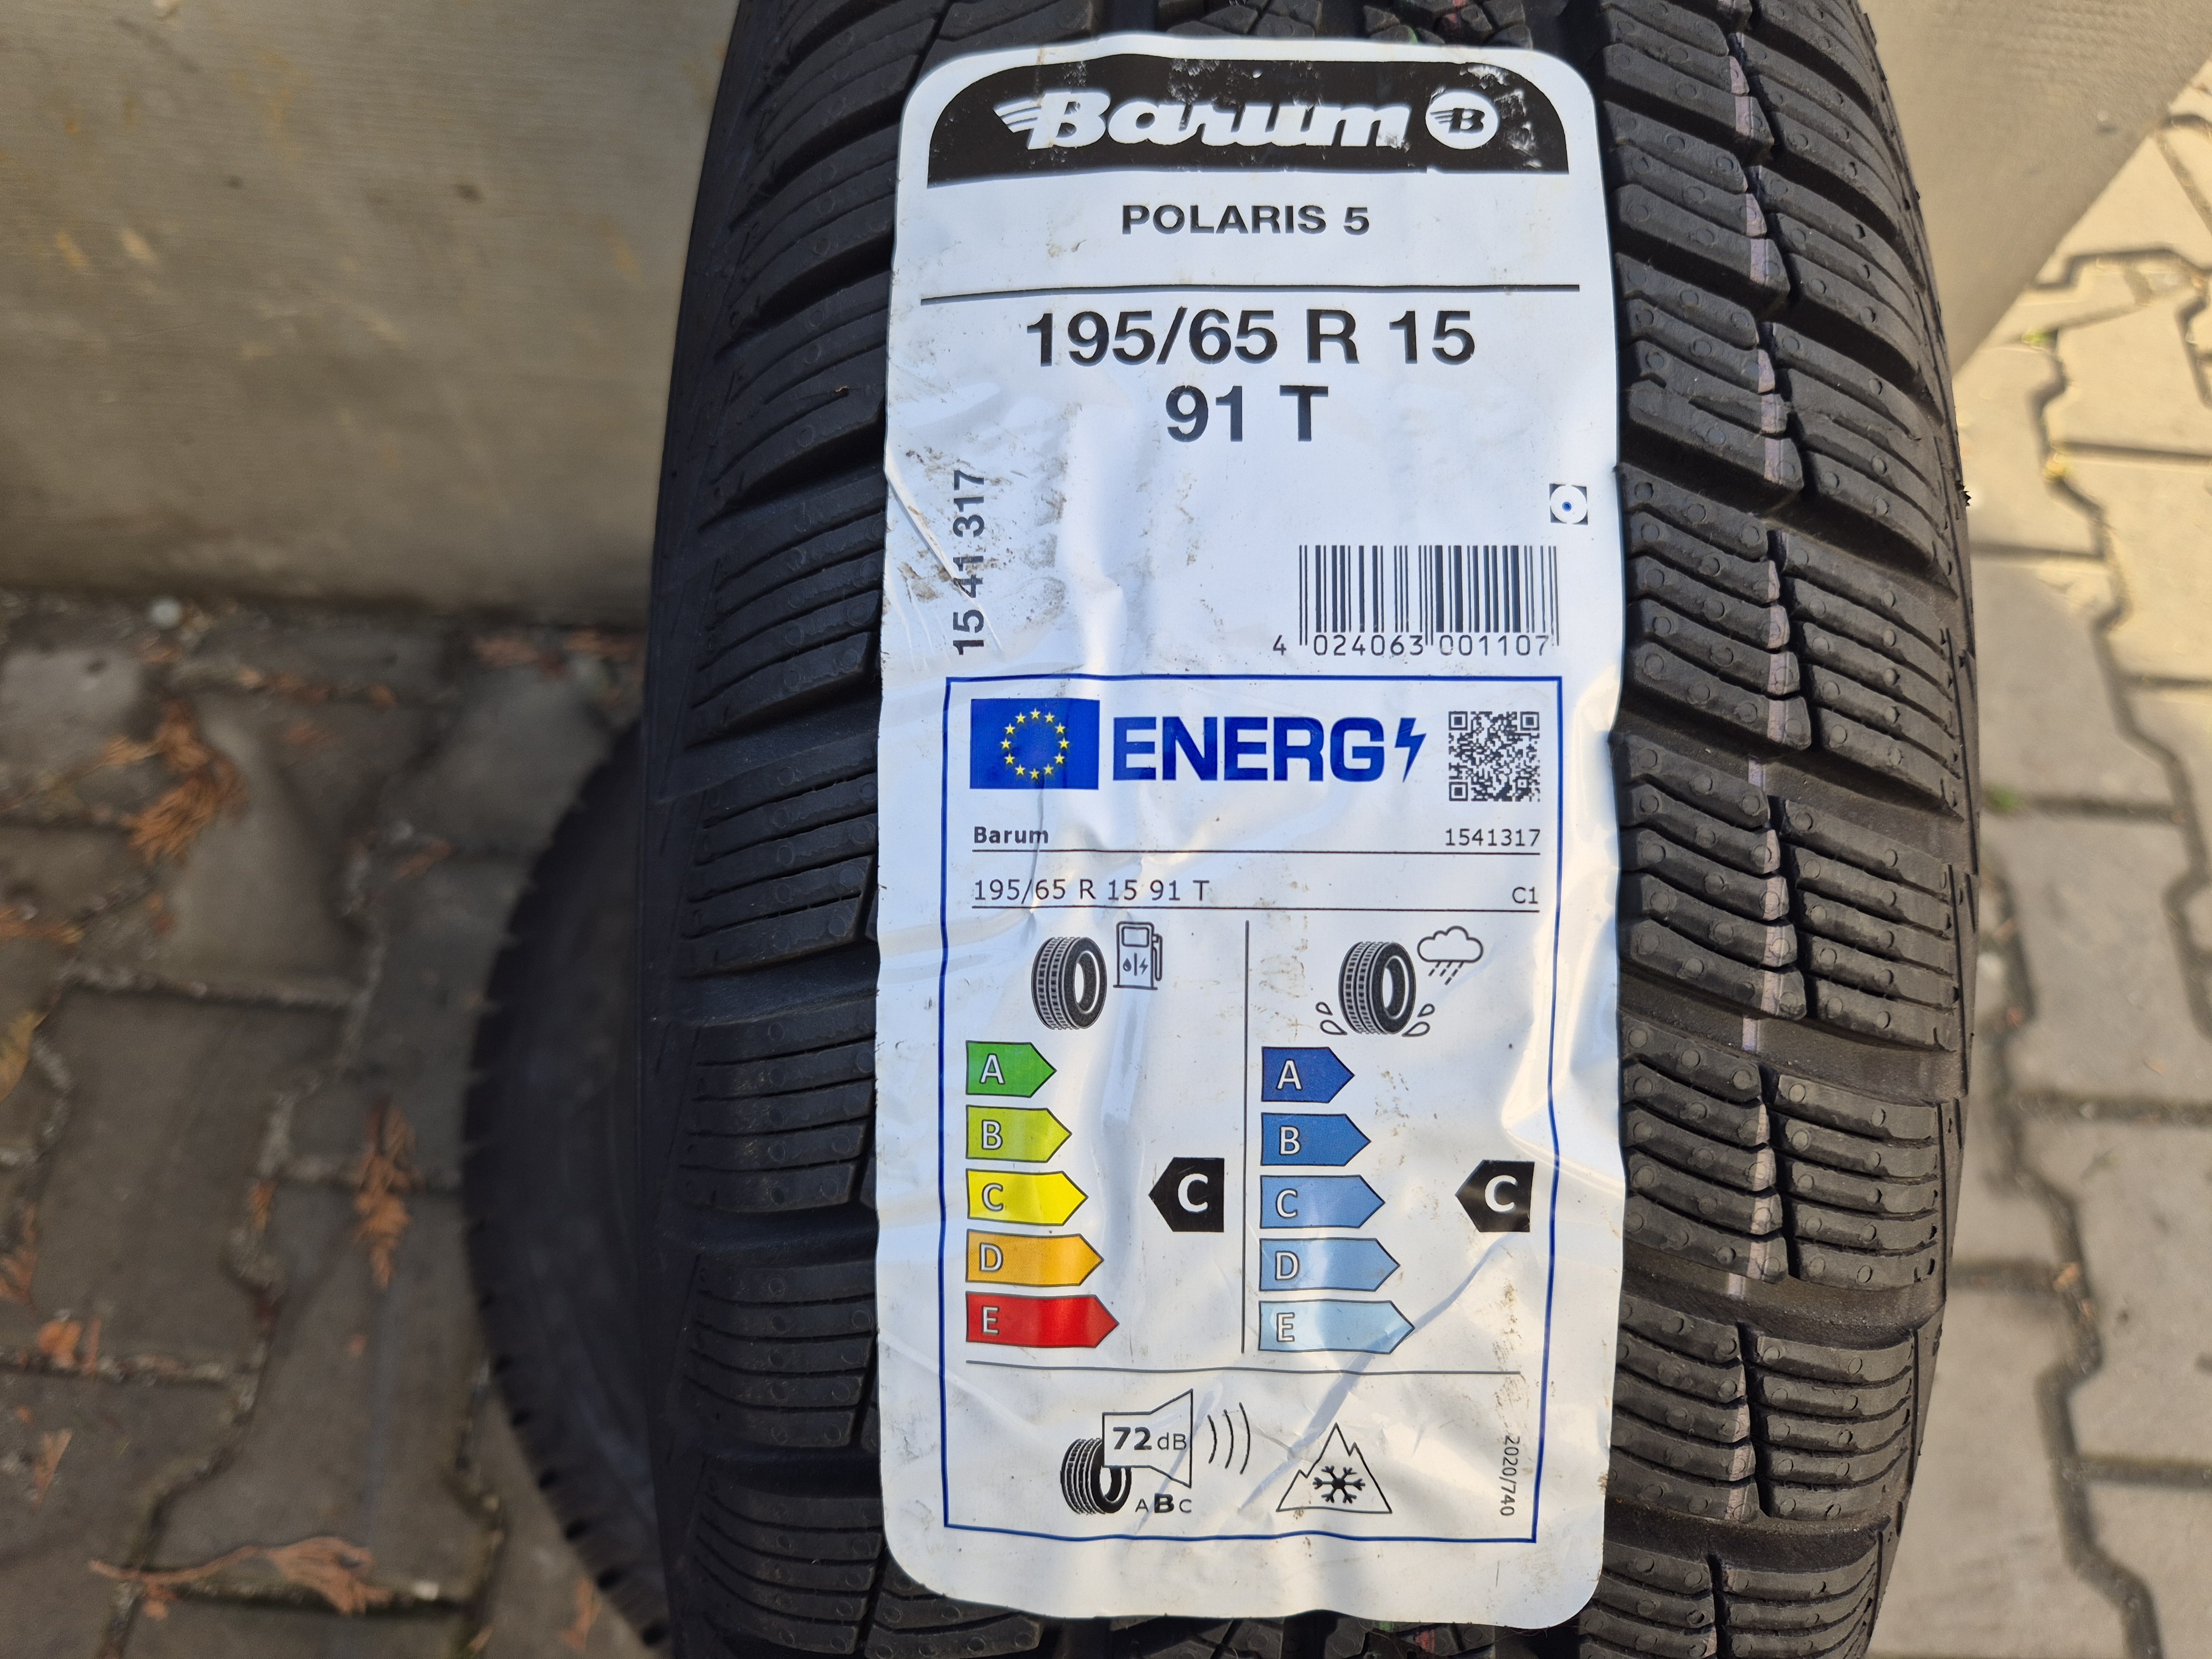 Barum B
POLARIS 5
195/65 R 15
91 T
15 41 317
4 024063 001107
ENERG
Barum 1541317
195/65 R 15 91 T C1
A A
B B
C C C C
D D
E E
72 dB
ABC
2020/740